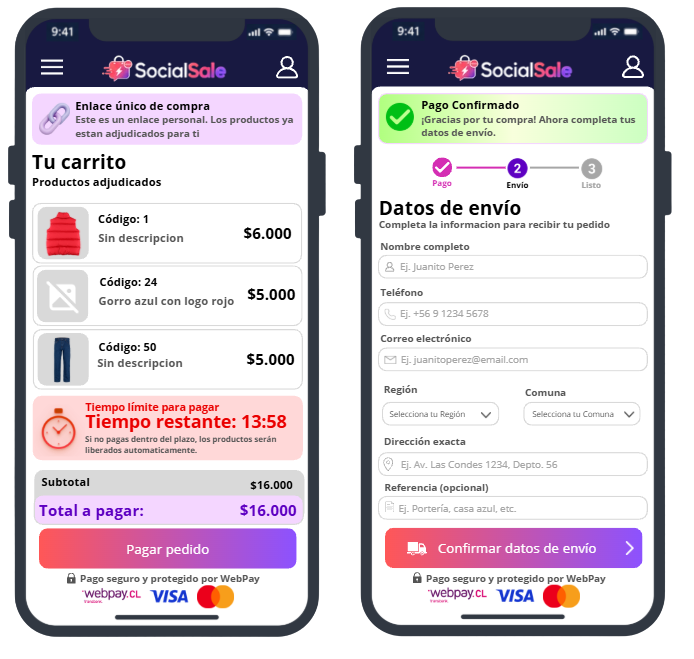 9:41
SocialSale
Enlace único de compra
Este es un enlace personal. Los productos ya
estan adjudicados para ti
Tu carrito
Productos adjudicados
Código: 1
Sin descripcion
$6.000
Código: 24
Gorro azul con logo rojo
$5.000
Código: 50
Sin descripcion
$5.000
Tiempo límite para pagar
Tiempo restante: 13:58
Si no pagas dentro del plazo, los productos serán
liberados automaticamente.
Subtotal
$16.000
Total a pagar:
$16.000
Pagar pedido
Pago seguro y protegido por WebPay
webpay.CL
VISA
9:41
SocialSale
Pago Confirmado
¡Gracias por tu compra! Ahora completa tus
datos de envío.
2
3
Pago
Envío
Listo
Datos de envío
Completa la informacion para recibir tu pedido
Nombre completo
Ej. Juanito Perez
Teléfono
Ej. +56 9 1234 5678
Correo electrónico
Ej. juanitoperez@email.com
Región
Comuna
Selecciona tu Región
Selecciona tu Comuna
Dirección exacta
Ej. Av. Las Condes 1234, Depto. 56
Referencia (opcional)
Ej. Portería, casa azul, etc.
Confirmar datos de envío
Pago seguro y protegido por WebPay
webpay.CL
VISA